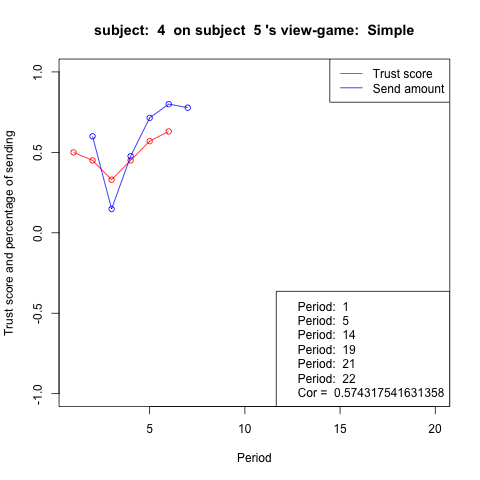 subject:  4  on subject  5 's view-game:  Simple
Trust score and percentage of sending
1.0
0.5
0.0
-0.5
-1.0
Trust score
Send amount
Period:  1
Period:  5
Period:  14
Period:  19
Period:  21
Period:  22
Cor =  0.574317541631358
5
10
15
20
Period